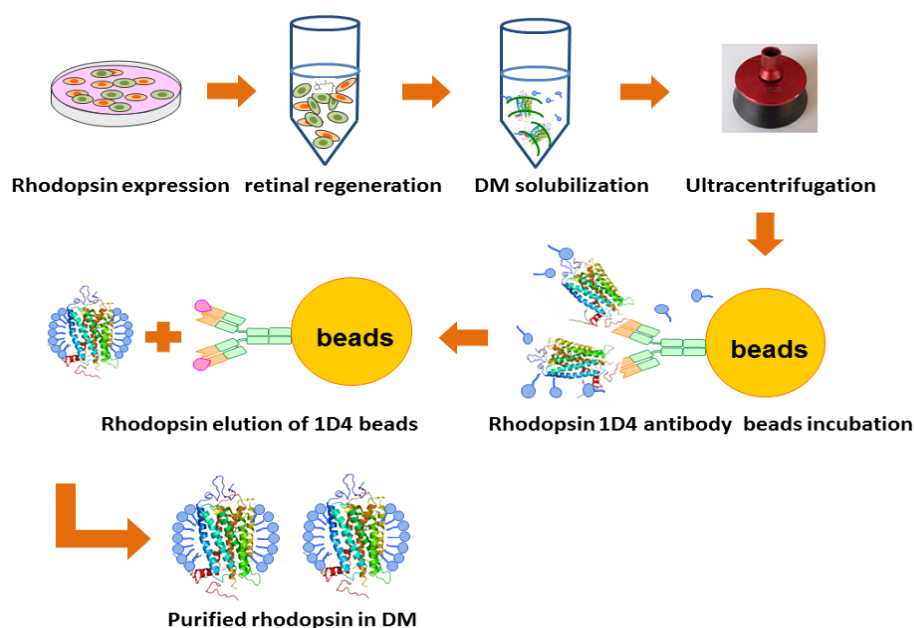 Rhodopsin expression
retinal regeneration
DM solubilization
Ultracentrifugation
beads
beads
Rhodopsin elution of 1D4 beads
Rhodopsin 1D4 antibody beads incubation
Purified rhodopsin in DM